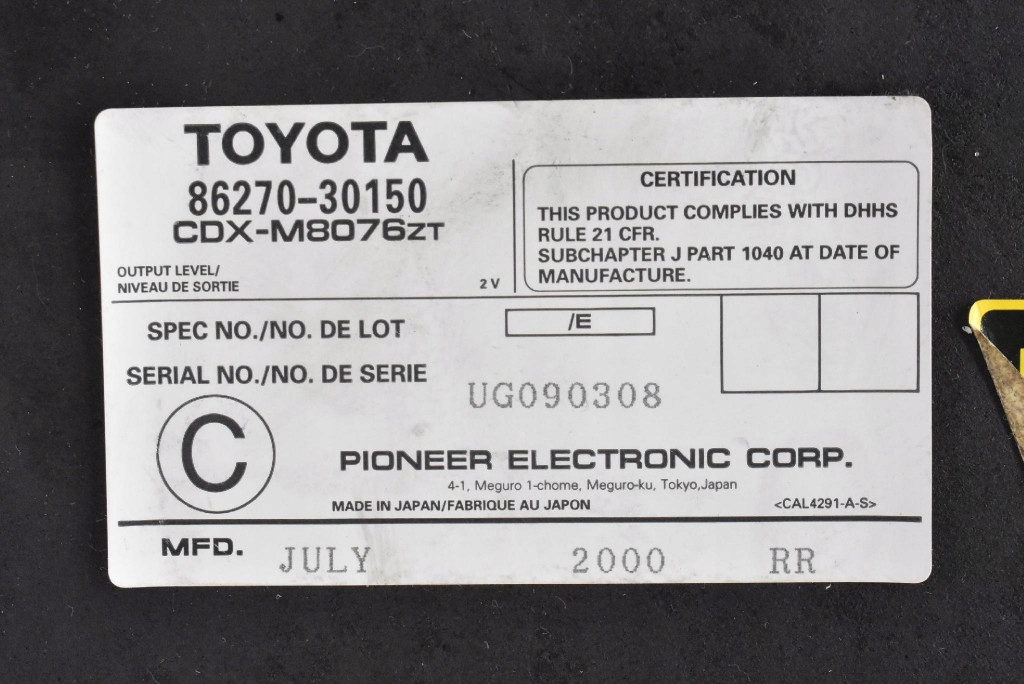 TOYOTA
86270-30150
CDX-M8076ZT
OUTPUT LEVEL/
NIVEAU DE SORTIE
2 V
CERTIFICATION
THIS PRODUCT COMPLIES WITH DHHS
RULE 21 CFR.
SUBCHAPTER J PART 1040 AT DATE OF
MANUFACTURE.
SPEC NO./NO. DE LOT
/E
SERIAL NO./NO. DE SERIE
UG090308
C
PIONEER ELECTRONIC CORP.
4-1, Meguro 1-chome, Meguro-ku, Tokyo,Japan
MADE IN JAPAN/FABRIQUE AU JAPON
<CAL4291-A-S>
MFD. JULY 2000 RR